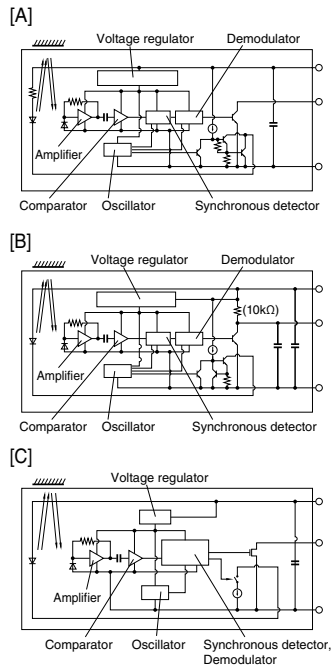 [A]
Voltage regulator
Demodulator
Amplifier
Comparator
Oscillator
Synchronous detector
[B]
Voltage regulator
Demodulator
(10kΩ)
Amplifier
Comparator
Oscillator
Synchronous detector
[C]
Voltage regulator
Amplifier
Comparator
Oscillator
Synchronous detector,
Demodulator